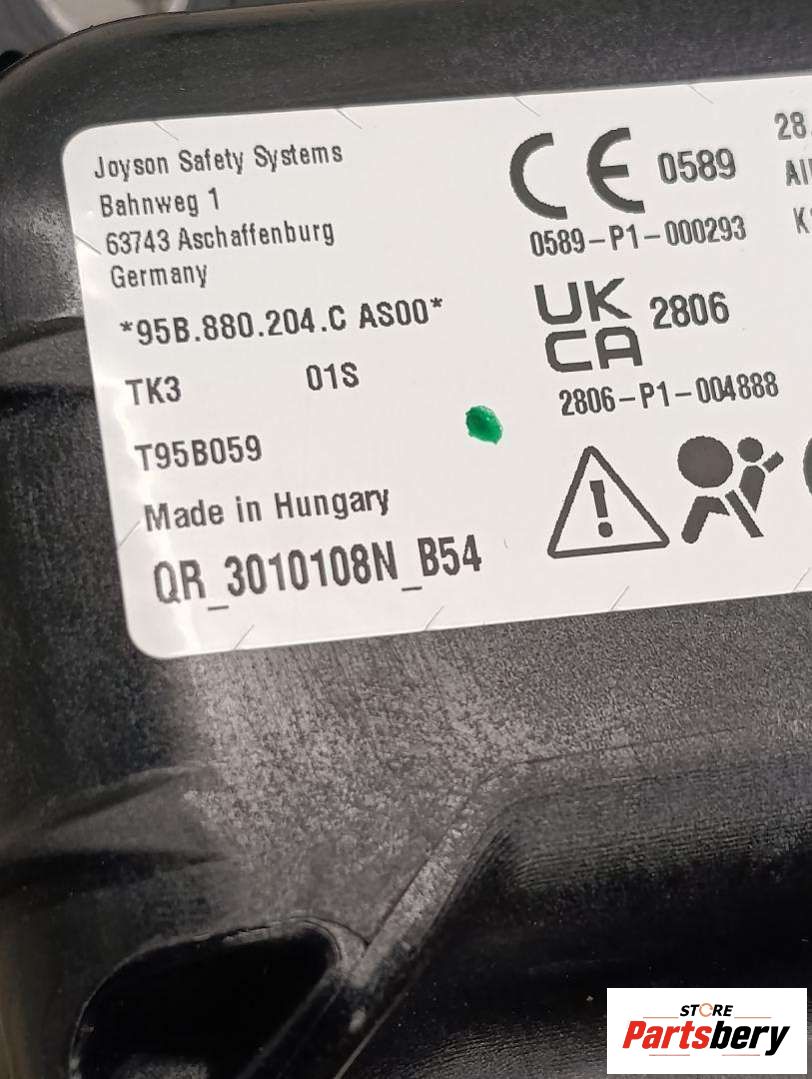 Joyson Safety Systems
Bahnweg 1
63743 Aschaffenburg
Germany
*95B.880.204.C AS00*
TK3 01S
T95B059
Made in Hungary
QR_3010108N_B54
CE 0589
0589-P1-000293
UK
CA 2806
2806-P1-004888
28
STORE
Partsbery